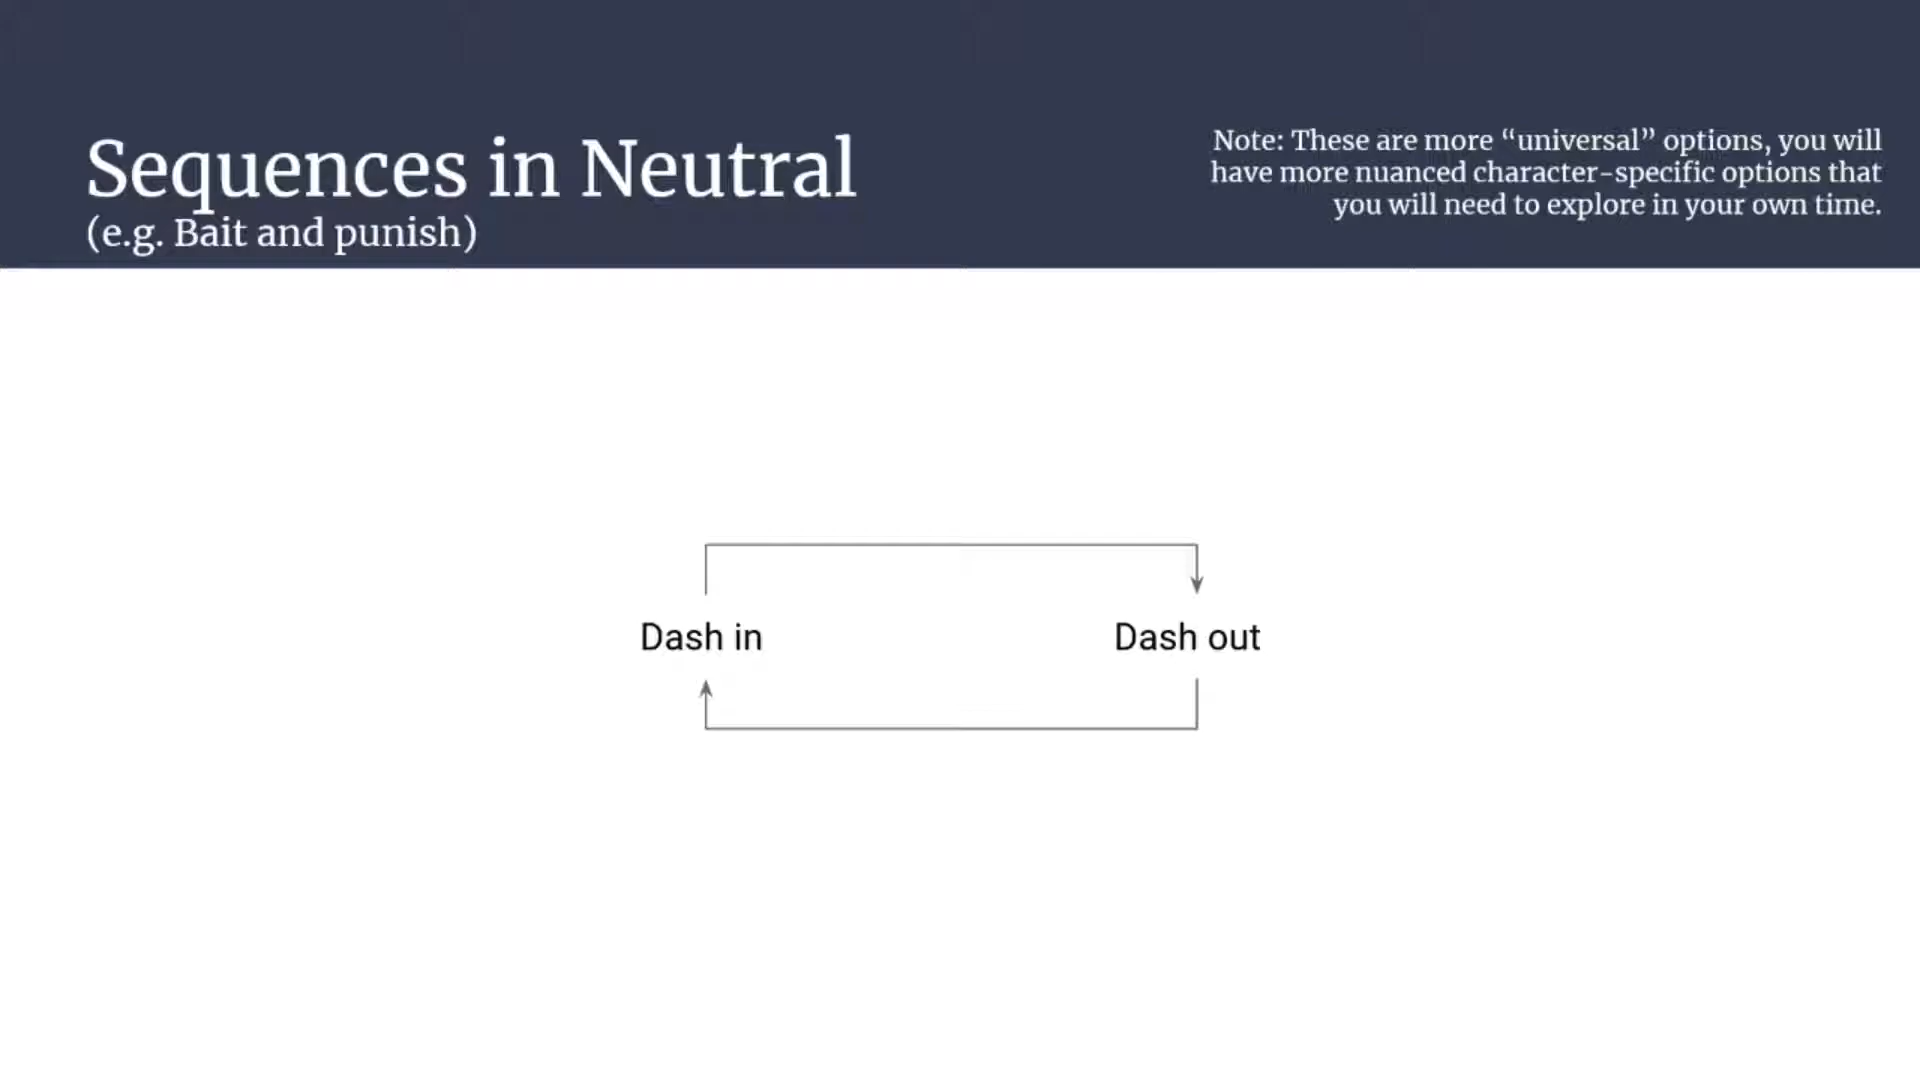 Sequences in Neutral
(e.g. Bait and punish)
Note: These are more “universal” options, you will
have more nuanced character-specific options that
you will need to explore in your own time.
Dash in
Dash out